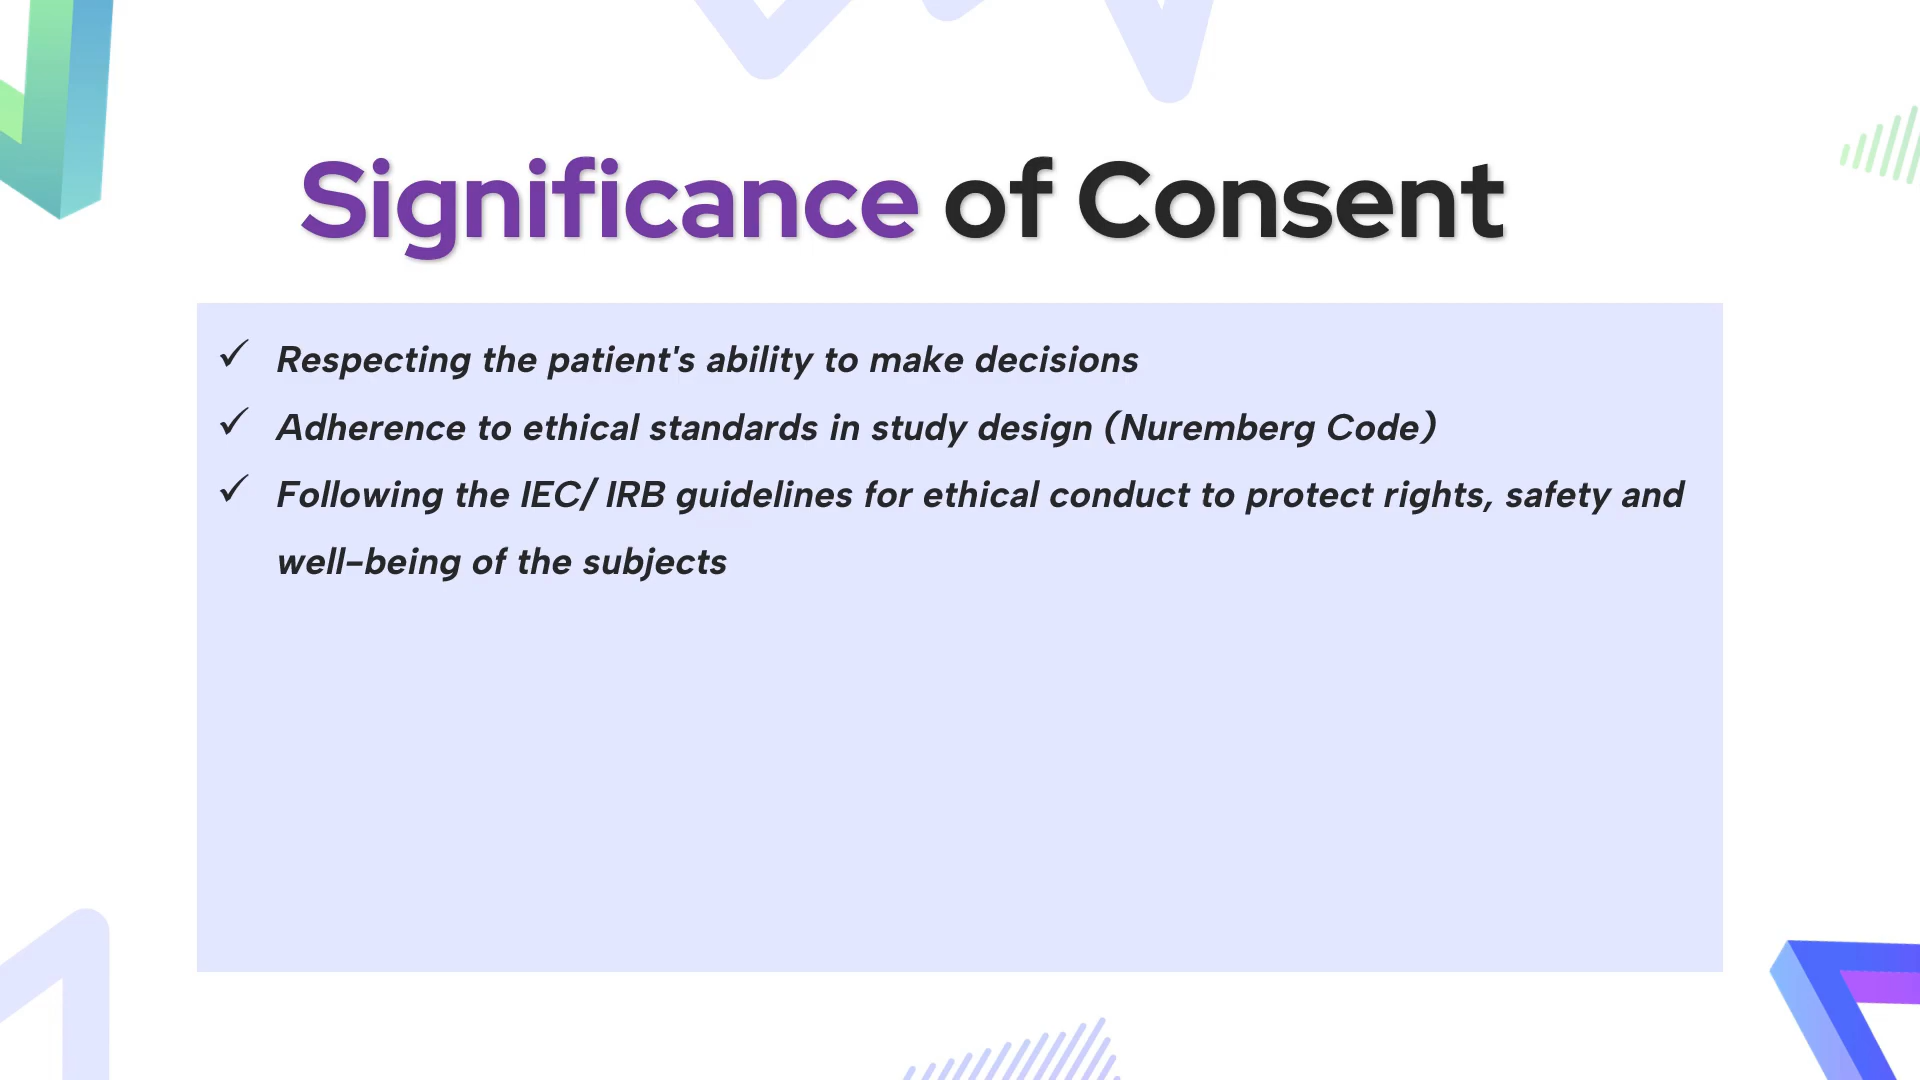 Significance of Consent
✓ Respecting the patient's ability to make decisions
✓ Adherence to ethical standards in study design (Nuremberg Code)
✓ Following the IEC/ IRB guidelines for ethical conduct to protect rights, safety and
well-being of the subjects